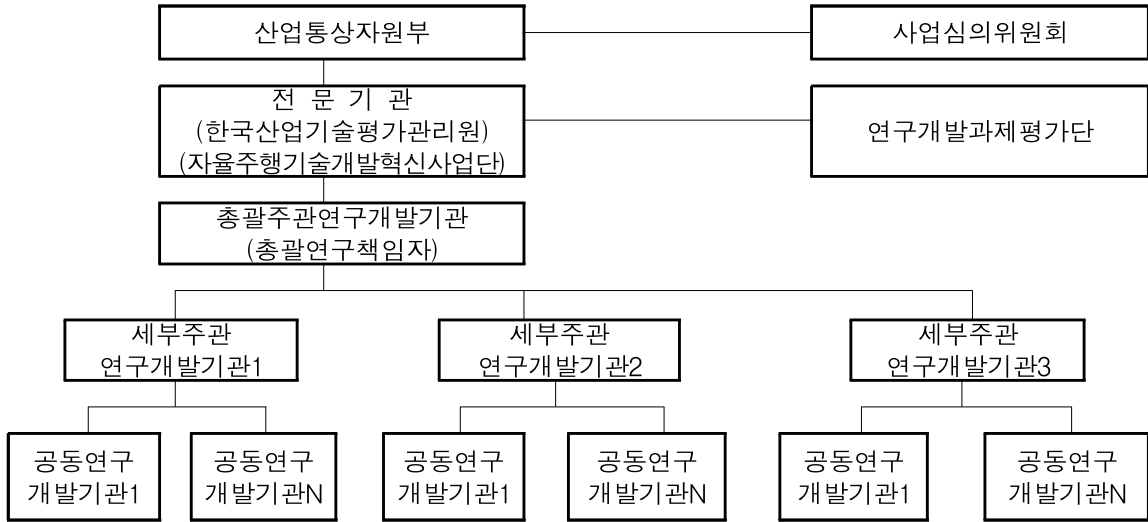 산업통상자원부
사업심의위원회
전 문 기 관
(한국산업기술평가관리원)
(자율주행기술개발혁신사업단)
연구개발과제평가단
총괄주관연구개발기관
(총괄연구책임자)
세부주관
연구개발기관1
세부주관
연구개발기관2
세부주관
연구개발기관3
공동연구
개발기관1
공동연구
개발기관N
공동연구
개발기관1
공동연구
개발기관N
공동연구
개발기관1
공동연구
개발기관N